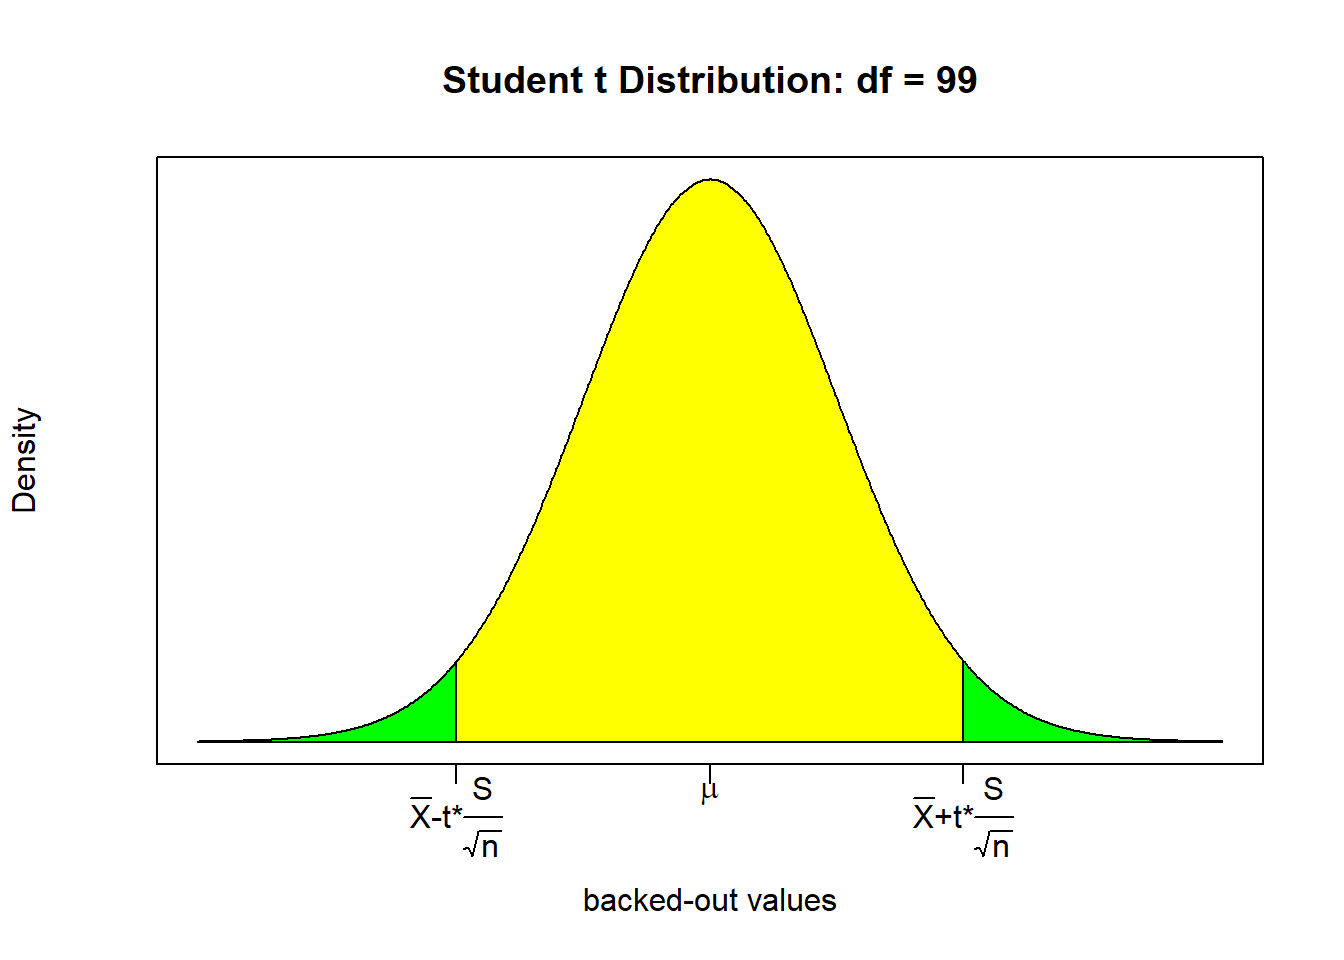 Student t Distribution: df = 99
Density
X̅-t*S/√n
μ
X̅+t*S/√n
backed-out values